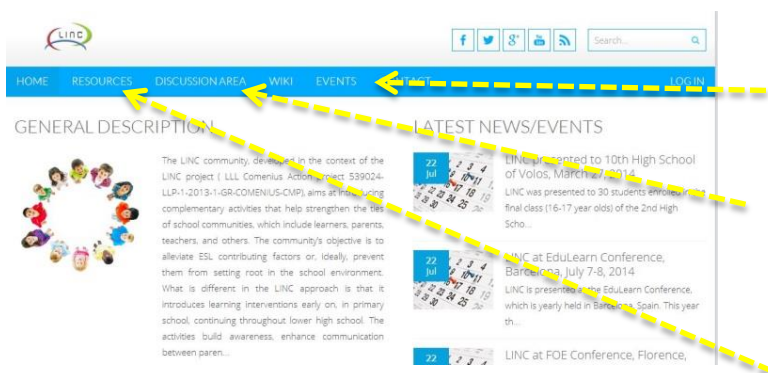 LINC
f g+ You Tube Search...
HOME RESOURCES DISCUSSION AREA WIKI EVENTS CONTACT LOG IN
GENERAL DESCRIPTION
The LINC community, developed in the context of the
LINC project ( LLL Comenius Action project 539024-
LLP-1-2013-1-GR-COMENIUS-CMP), aims at introducing
complementary activities that help strengthen the ties
of school communities, which include learners, parents,
teachers, and others. The community's objective is to
alleviate ESL contributing factors or, ideally, prevent
them from setting root in the school environment.
What is different in the LINC approach is that it
introduces learning interventions early on, in primary
school, continuing throughout lower high school. The
activities build awareness, enhance communication
between paren...
LATEST NEWS/EVENTS
22
Jul
LINC presented to 10th High School
of Volos, March 27, 2014
LINC was presented to 30 students enrolled in the
final class (16-17 year olds) of the 2nd High
Scho...
22
Jul
LINC at EduLearn Conference,
Barcelona, July 7-8, 2014
LINC is presented at the EduLearn Conference,
which is yearly held in Barcelona, Spain. This year
th...
22
LINC at FOE Conference, Florence,